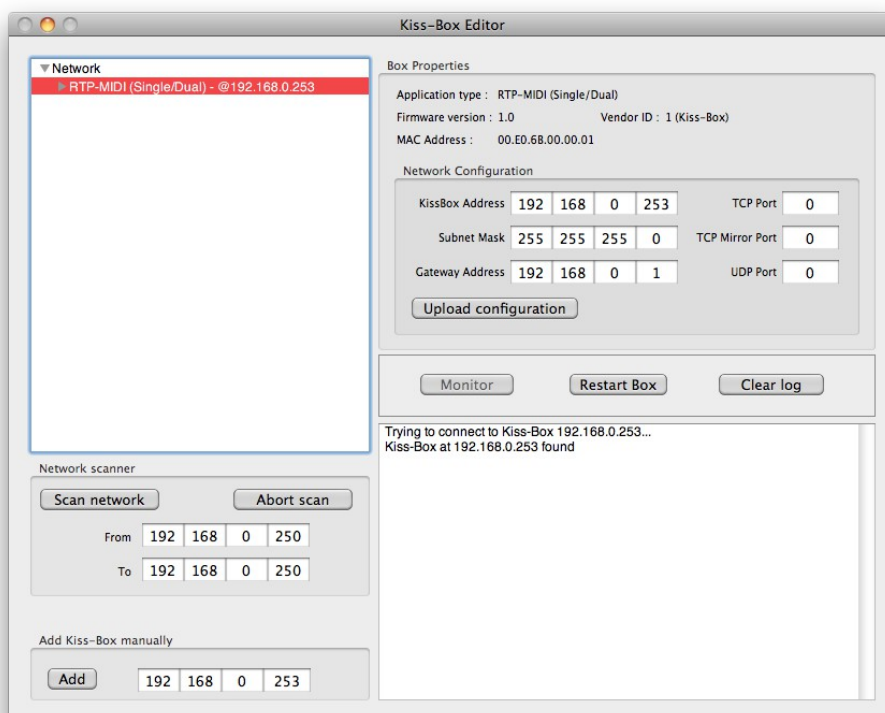 Kiss-Box Editor
Network
RTP-MIDI (Single/Dual) - @192.168.0.253
Network scanner
Scan network Abort scan
From 192 168 0 250
To 192 168 0 250
Add Kiss-Box manually
Add 192 168 0 253
Box Properties
Application type : RTP-MIDI (Single/Dual)
Firmware version : 1.0 Vendor ID : 1 (Kiss-Box)
MAC Address : 00.E0.6B.00.00.01
Network Configuration
KissBox Address 192 168 0 253 TCP Port 0
Subnet Mask 255 255 255 0 TCP Mirror Port 0
Gateway Address 192 168 0 1 UDP Port 0
Upload configuration
Monitor Restart Box Clear log
Trying to connect to Kiss-Box 192.168.0.253...
Kiss-Box at 192.168.0.253 found